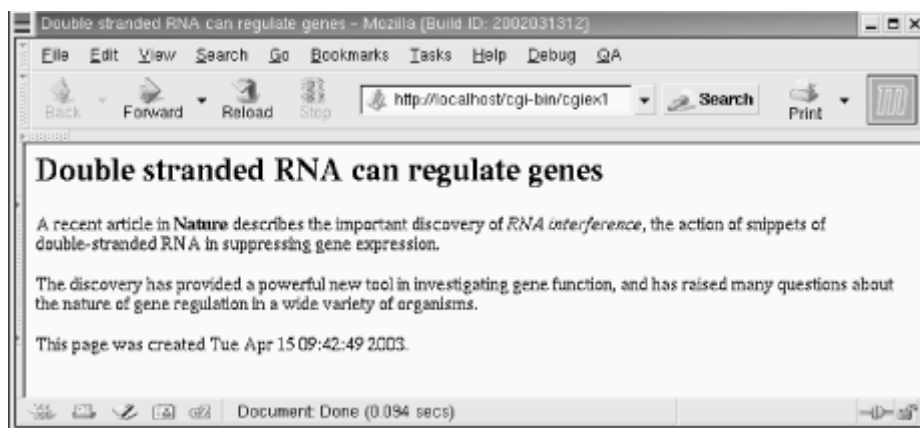 Double stranded RNA can regulate genes - Mozilla {Build ID: 2002031312}
File Edit View Search Go Bookmarks Tasks Help Debug QA
Back Forward Reload Stop http://localhost/cgi-bin/cgiex1 Search Print
Double stranded RNA can regulate genes
A recent article in Nature describes the important discovery of RNA interference, the action of snippets of
double-stranded RNA in suppressing gene expression.
The discovery has provided a powerful new tool in investigating gene function, and has raised many questions about
the nature of gene regulation in a wide variety of organisms.
This page was created Tue Apr 15 09:42:49 2003.
Document: Done (0.094 secs)